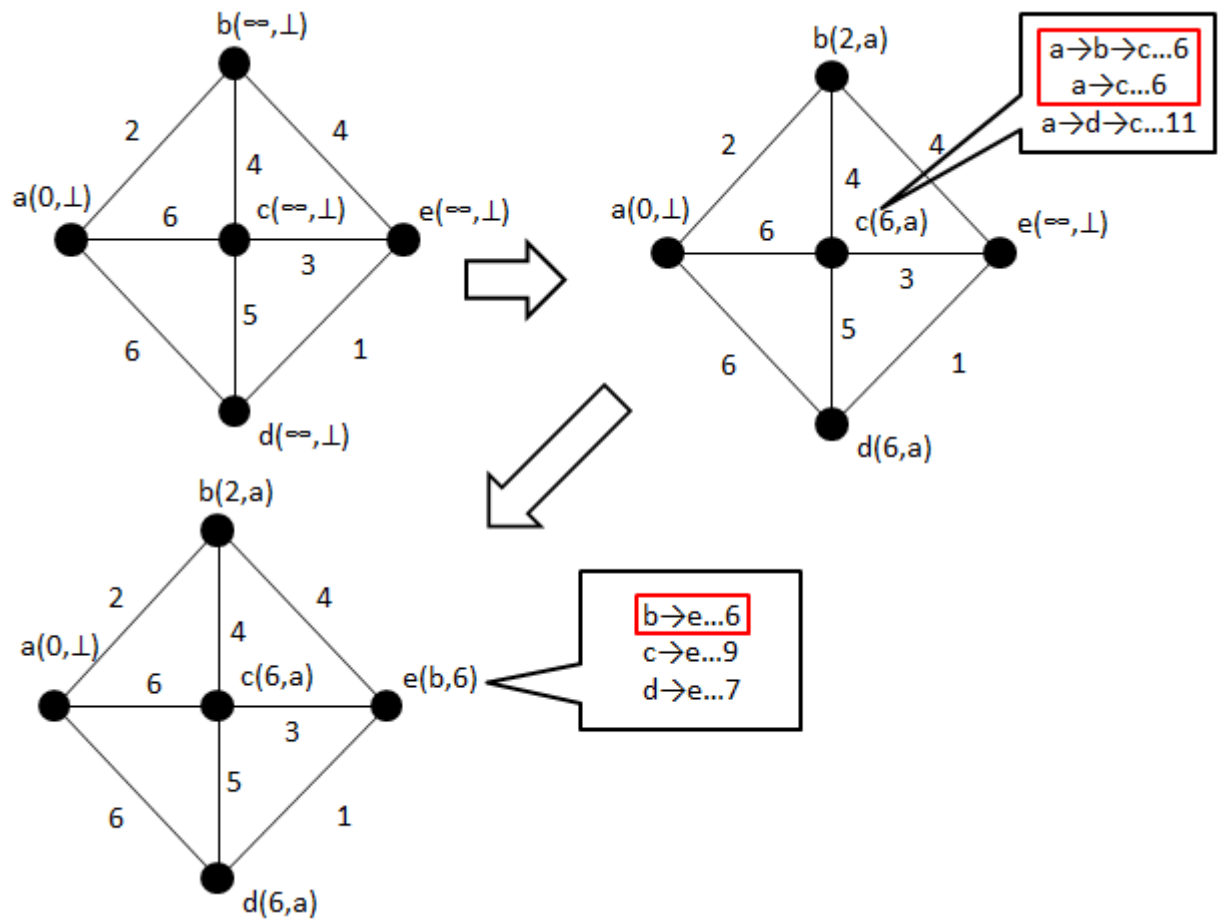 b(∞,⊥)
2
4
4
a(0,⊥)
6
c(∞,⊥)
e(∞,⊥)
3
5
6
1
d(∞,⊥)
b(2,a)
a→b→c...6
a→c...6
a→d→c...11
2
4
4
a(0,⊥)
6
c(6,a)
e(∞,⊥)
3
5
6
1
d(6,a)
b(2,a)
2
4
4
a(0,⊥)
6
c(6,a)
e(b,6)
3
5
6
1
d(6,a)
b→e...6
c→e...9
d→e...7